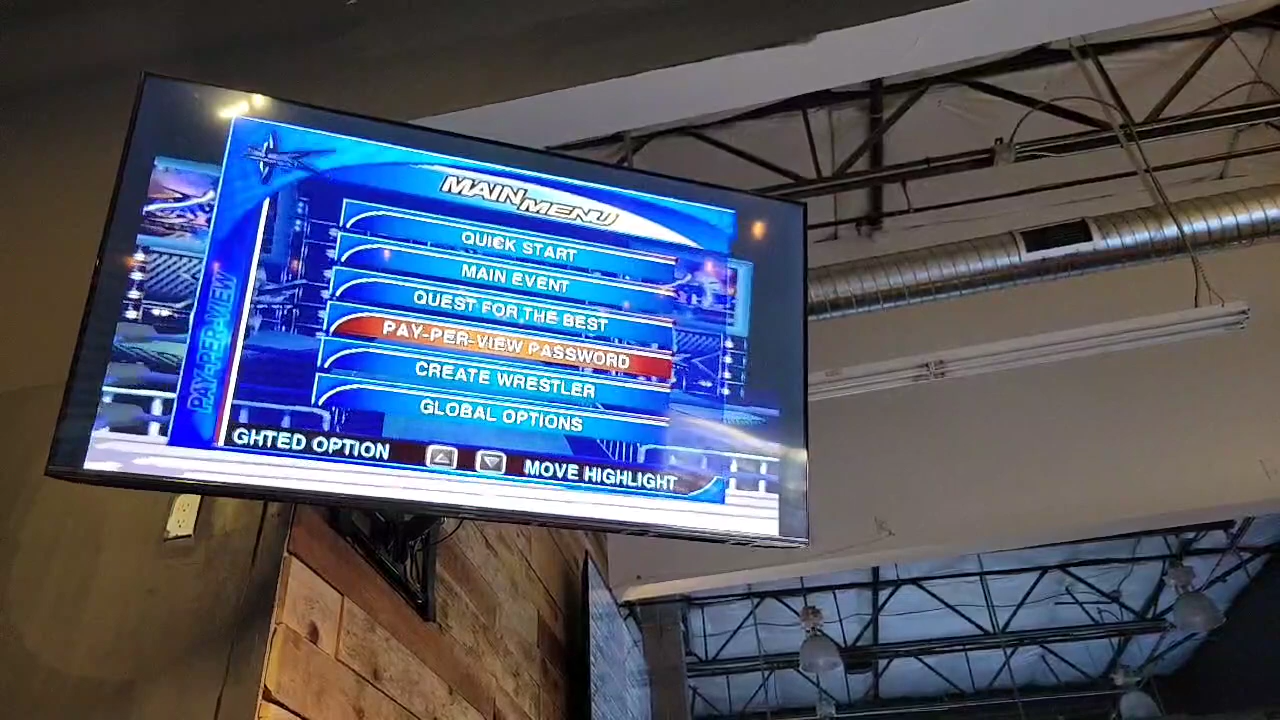 MAIN MENU
QUICK START
MAIN EVENT
QUEST FOR THE BEST
PAY-PER-VIEW PASSWORD
CREATE WRESTLER
GLOBAL OPTIONS
PAY-PER-VIEW
GHTED OPTION MOVE HIGHLIGHT